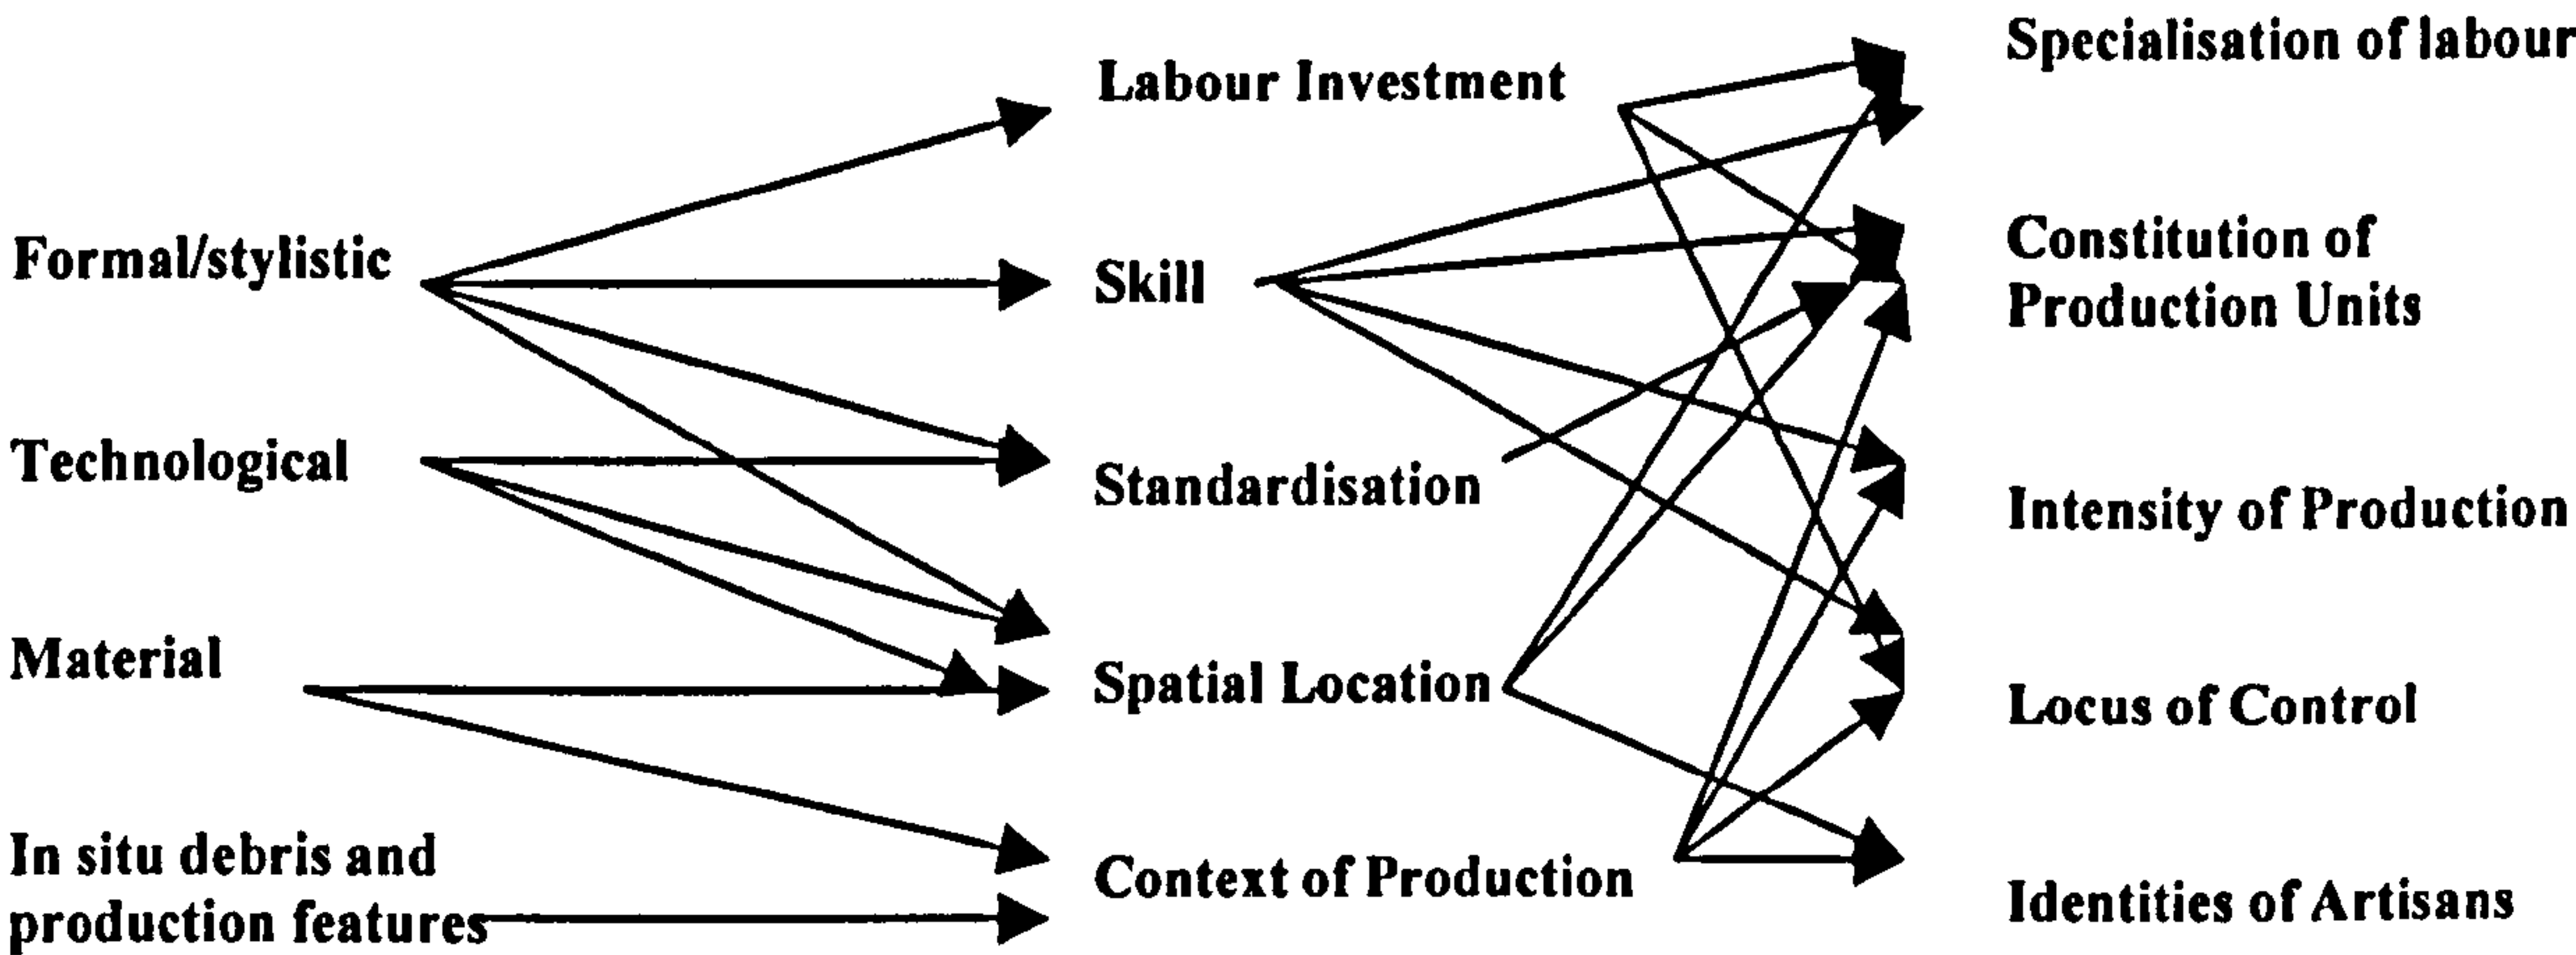 Formal/stylistic
Technological
Material
In situ debris and
production features
Labour Investment
Skill
Standardisation
Spatial Location
Context of Production
Specialisation of labour
Constitution of
Production Units
Intensity of Production
Locus of Control
Identities of Artisans